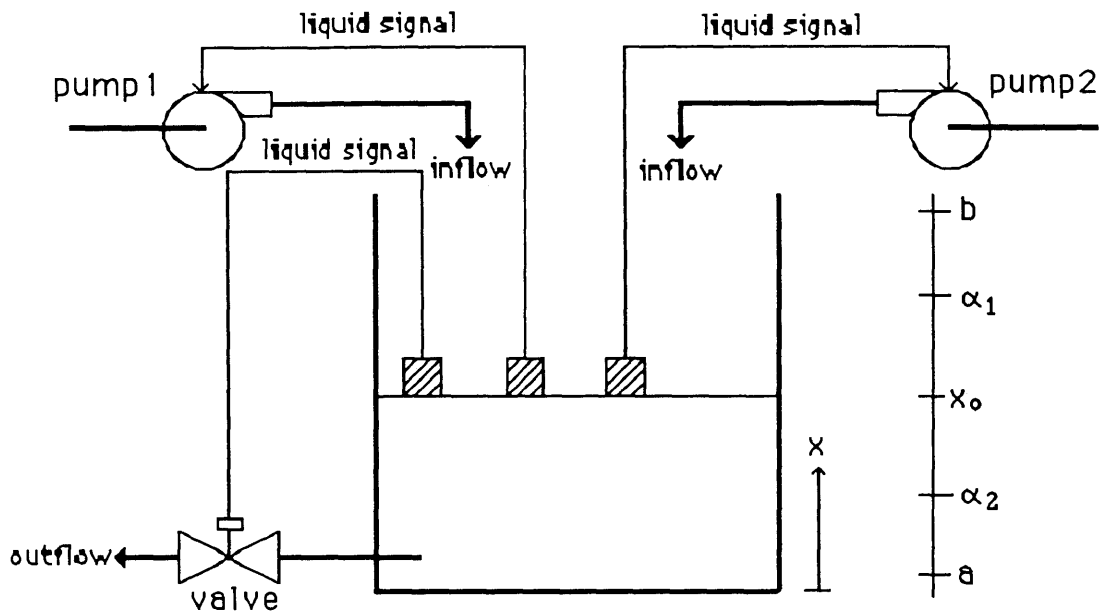 liquid signal
liquid signal
pump1
pump2
liquid signal
inflow
inflow
b
α1
x₀
x
α2
outflow
a
valve